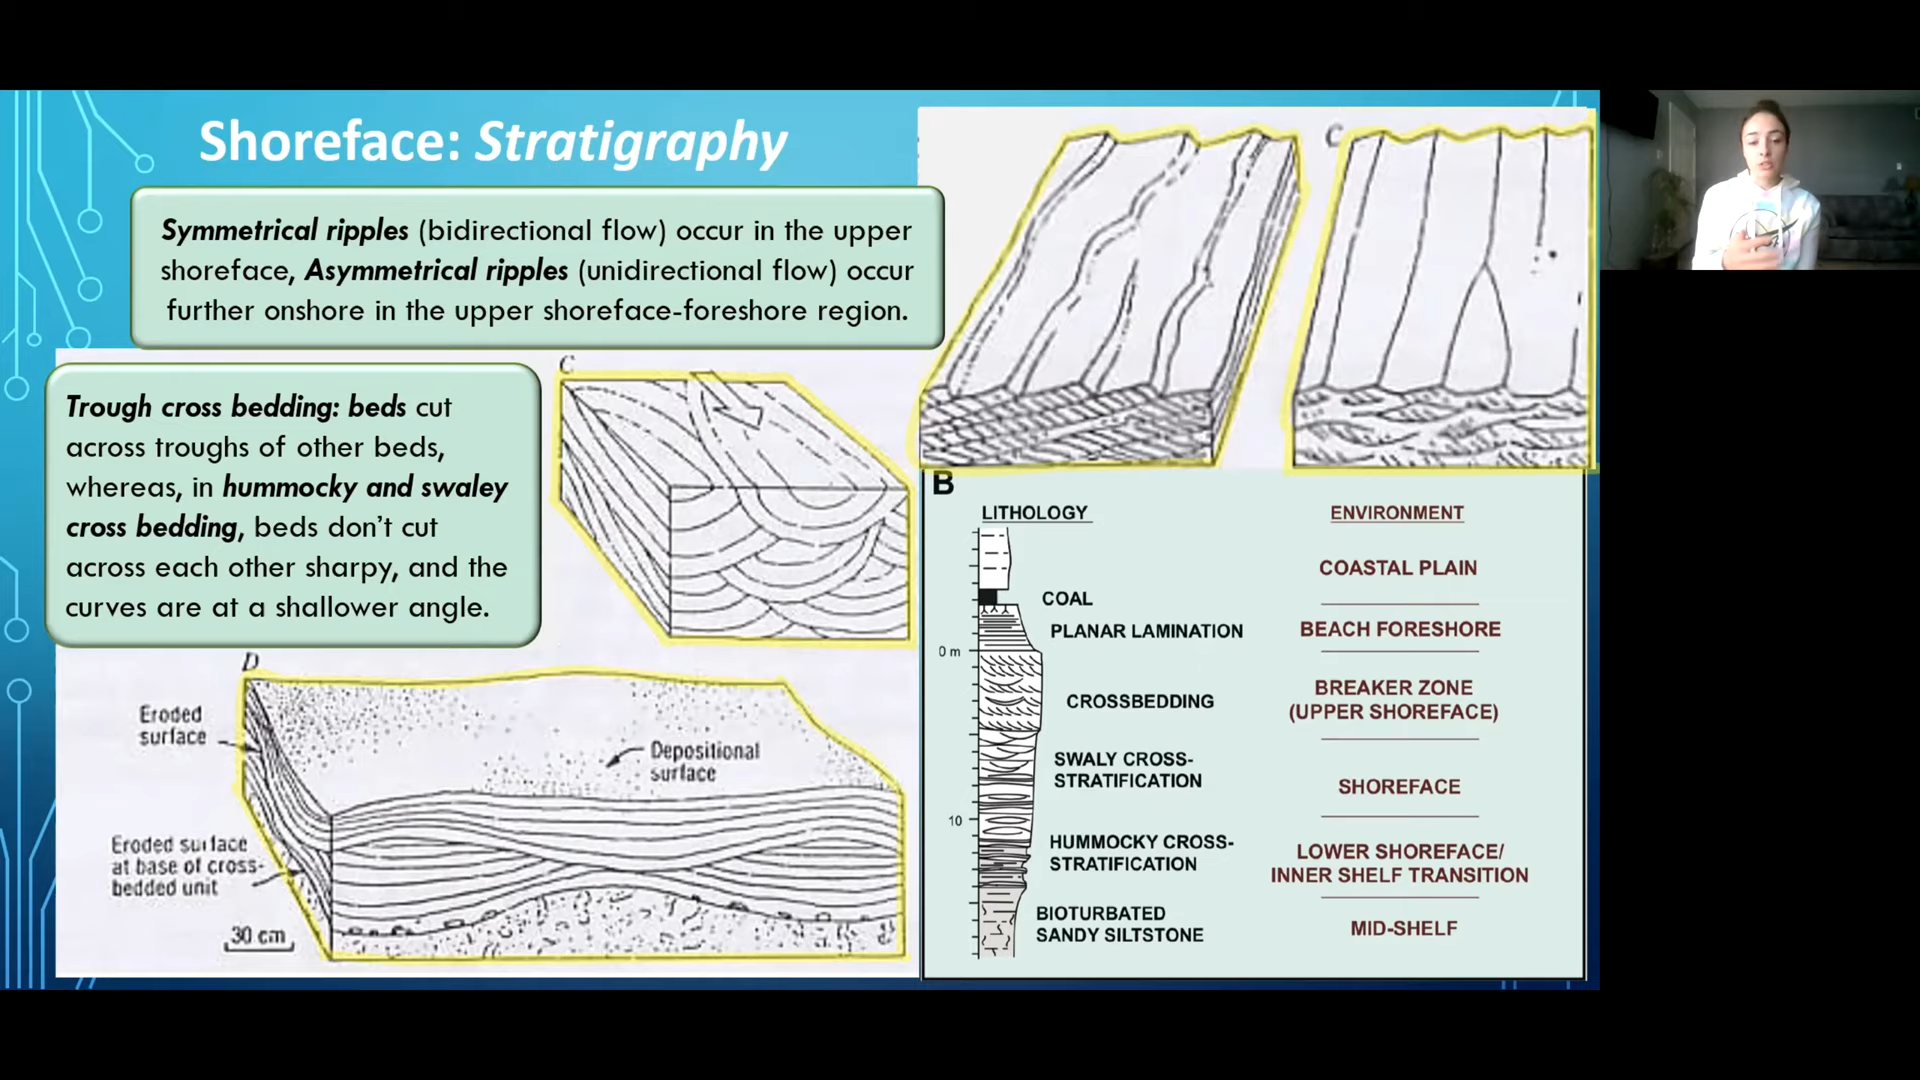 Shoreface: Stratigraphy
Symmetrical ripples (bidirectional flow) occur in the upper
shoreface, Asymmetrical ripples (unidirectional flow) occur
further onshore in the upper shoreface-foreshore region.
C
C
Trough cross bedding: beds cut
across troughs of other beds,
whereas, in hummocky and swaley
cross bedding, beds don't cut
across each other sharpy, and the
curves are at a shallower angle.
D
Eroded
surface
Depositional
surface
Eroded surface
at base of cross-
bedded unit
30 cm
B
LITHOLOGY
ENVIRONMENT
COASTAL PLAIN
COAL
PLANAR LAMINATION
BEACH FORESHORE
0 m
BREAKER ZONE
(UPPER SHOREFACE)
CROSSBEDDING
SWALY CROSS-
STRATIFICATION
SHOREFACE
10
HUMMOCKY CROSS-
STRATIFICATION
LOWER SHOREFACE/
INNER SHELF TRANSITION
BIOTURBATED
SANDY SILTSTONE
MID-SHELF